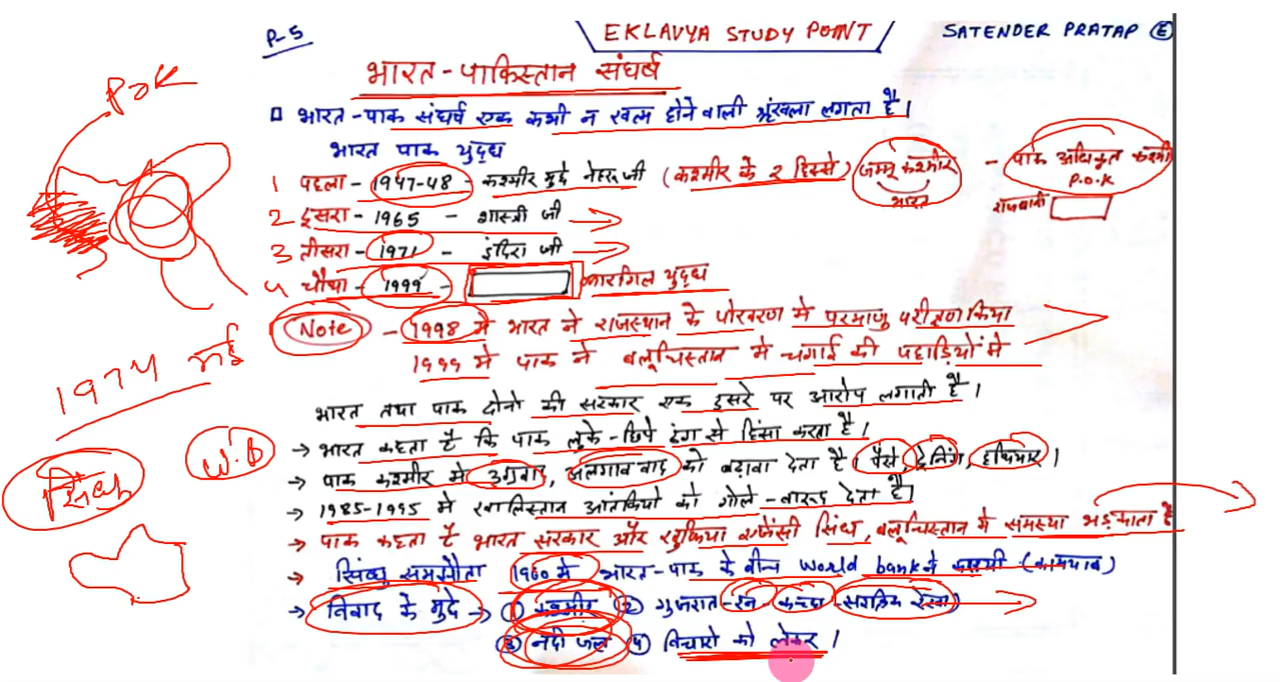 P-5
EKLAVYA STUDY POINT
SATENDER PRATAP (E)
भारत-पाकिस्तान संघर्ष
भारत-पाक संघर्ष एक कभी न खत्म होने वाली श्रृंखला लगता है।
भारत पाक युद्ध
1 पहला - 1947-48 - कश्मीर मुद्दे नेहरू जी (कश्मीर के 2 हिस्से) जम्मू कश्मीर - पाक अधिकृत कश्मीर
भारत
P.O.K
राजधानी
2 दूसरा - 1965 - शास्त्री जी
3 तीसरा - 1971 - इंदिरा जी
4 चौथा - 1999 - कारगिल युद्ध
Note - 1998 में भारत ने राजस्थान के पोखरण में परमाणु परीक्षण किया
1999 में पाक ने बलूचिस्तान में चगाई की पहाड़ियों में
भारत तथा पाक दोनो की सरकार एक दूसरे पर आरोप लगाती है।
→ भारत कहता है कि पाक लुके-छिपे ढंग से हिंसा करता है।
→ पाक कश्मीर में उग्रवाद, अलगाववाद को बढ़ावा देता है। पैसे, ट्रेनिंग, हथियार।
→ 1985-1995 में खालिस्तान आंतकियो को गोले-बारूद देता है।
→ पाक कहता है भारत सरकार और खुफिया एजेंसी सिंध, बलूचिस्तान में समस्या भड़काता है
→ सिंधु समझौता 1960 में भारत-पाक के बीच World bank ने (कामयाब)
→ विवाद के मुद्दे → ① कश्मीर ② गुजरात - रन - कच्छ - सरक्रिक रेखा
③ नदी जल ④ विचारो को लेकर।
POK
1974 मई
W.B
सिन्धु